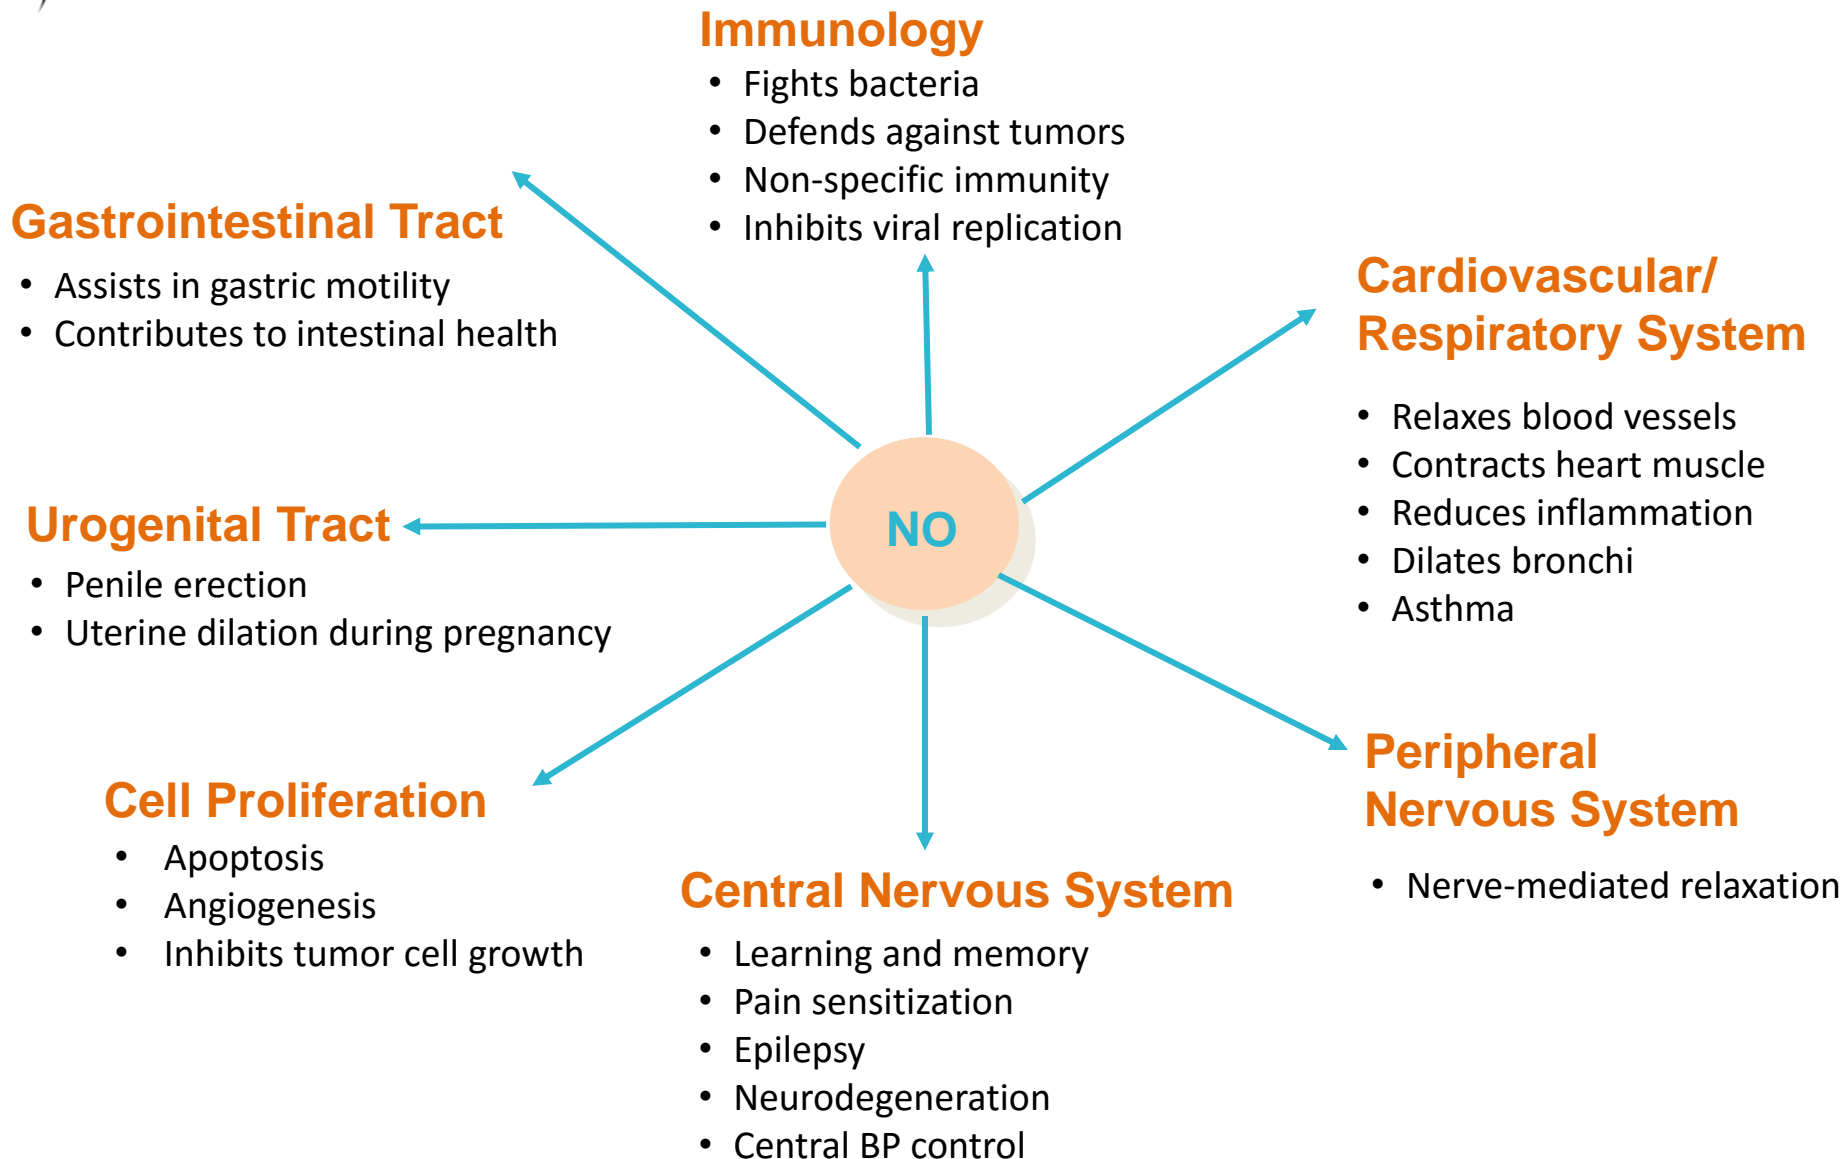 Immunology
• Fights bacteria
• Defends against tumors
• Non-specific immunity
• Inhibits viral replication
Gastrointestinal Tract
• Assists in gastric motility
• Contributes to intestinal health
Cardiovascular/
Respiratory System
• Relaxes blood vessels
• Contracts heart muscle
• Reduces inflammation
• Dilates bronchi
• Asthma
NO
Urogenital Tract
• Penile erection
• Uterine dilation during pregnancy
Peripheral
Nervous System
• Nerve-mediated relaxation
Cell Proliferation
• Apoptosis
• Angiogenesis
• Inhibits tumor cell growth
Central Nervous System
• Learning and memory
• Pain sensitization
• Epilepsy
• Neurodegeneration
• Central BP control